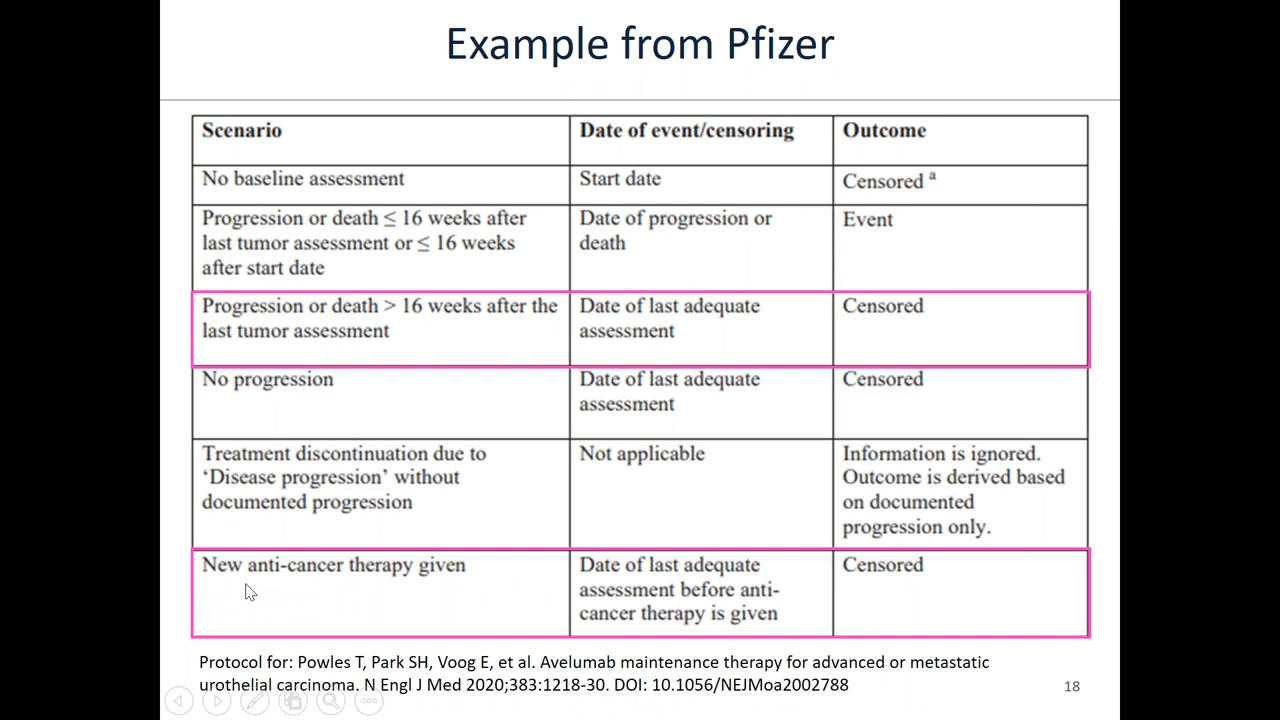 Example from Pfizer
Scenario
Date of event/censoring
Outcome
No baseline assessment
Start date
Censored a
Progression or death ≤ 16 weeks after
last tumor assessment or ≤ 16 weeks
after start date
Date of progression or
death
Event
Progression or death > 16 weeks after the
last tumor assessment
Date of last adequate
assessment
Censored
No progression
Date of last adequate
assessment
Censored
Treatment discontinuation due to
‘Disease progression’ without
documented progression
Not applicable
Information is ignored.
Outcome is derived based
on documented
progression only.
New anti-cancer therapy given
Date of last adequate
assessment before anti-
cancer therapy is given
Censored
Protocol for: Powles T, Park SH, Voog E, et al. Avelumab maintenance therapy for advanced or metastatic
urothelial carcinoma. N Engl J Med 2020;383:1218-30. DOI: 10.1056/NEJMoa2002788
18